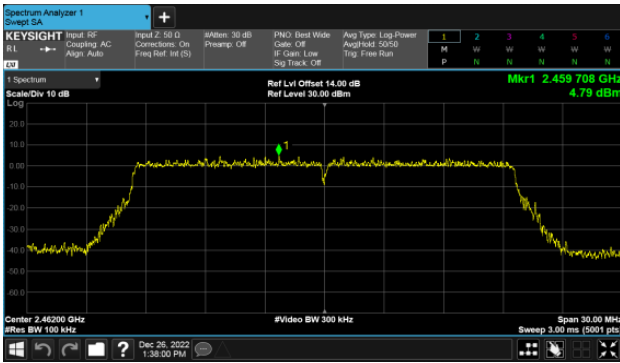 Spectrum Analyzer 1
Swept SA
KEYSIGHT
RL
Input: RF
Coupling: AC
Align: Auto
Input Z: 50 Ω
Corrections: On
Freq Ref: Int (S)
#Atten: 30 dB
Preamp: Off
PNO: Best Wide
Gate: Off
IF Gain: Low
Sig Track: Off
Avg Type: Log-Power
Avg|Hold: 50/50
Trig: Free Run
1 2 3 4 5 6
M W W W W W
P N N N N N
LXI
1 Spectrum
Scale/Div 10 dB
Log
Ref Lvl Offset 14.00 dB
Ref Level 30.00 dBm
Mkr1 2.459 708 GHz
4.79 dBm
1
20.0
10.0
0.00
-10.0
-20.0
-30.0
-40.0
-50.0
-60.0
Center 2.46200 GHz
#Res BW 100 kHz
#Video BW 300 kHz
Span 30.00 MHz
Sweep 3.00 ms (5001 pts)
?
Dec 26, 2022
1:38:00 PM